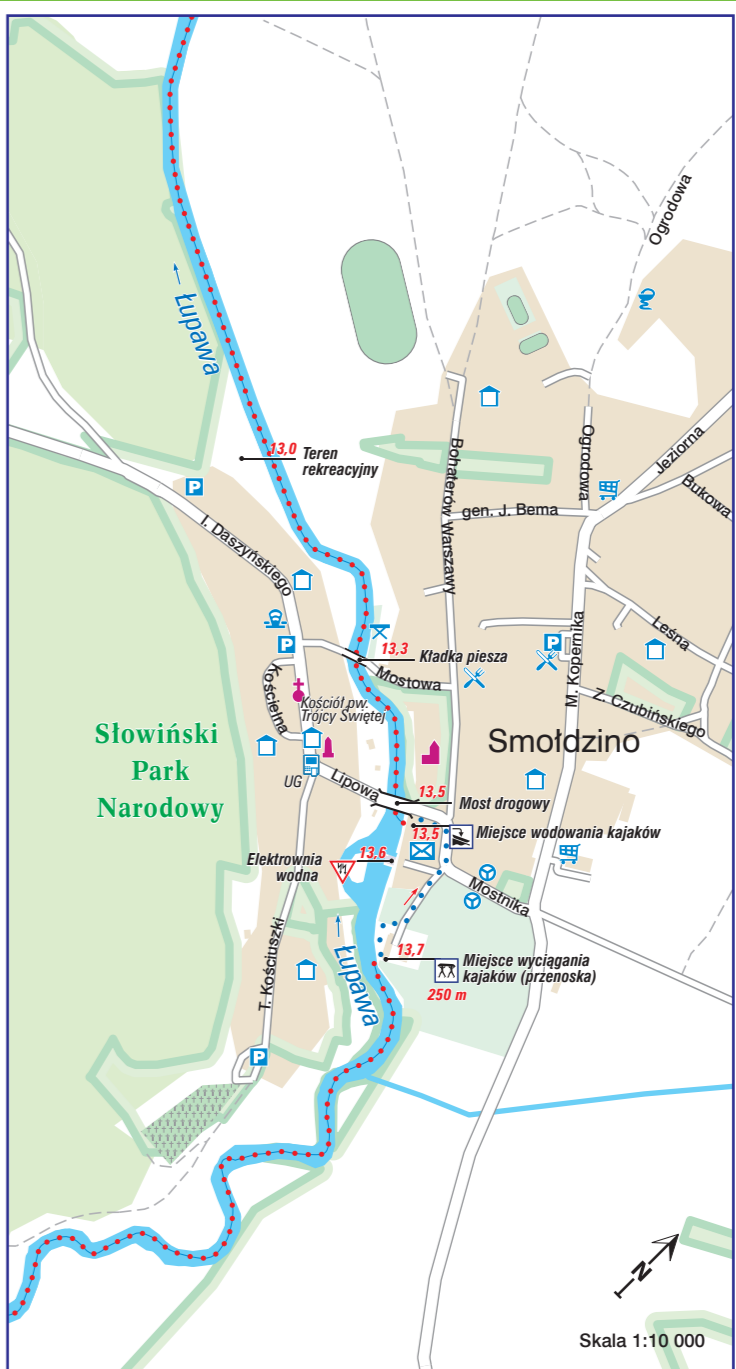 Ogrodowa
← Łupawa
13,0
Teren
rekreacyjny
P
Bohaterów Warszawy
Ogrodowa
Jeziorna
Bukowa
gen. J. Bema
I. Daszyńskiego
P
13,3
Kładka piesza
Mostowa
M. Kopernika
P
Leśna
Z. Czubińskiego
Kościelna
Kościół pw.
Trójcy Świętej
Słowiński
Park
Narodowy
Smołdzino
UG
Lipowa
13,5
Most drogowy
13,5
Miejsce wodowania kajaków
Elektrownia
wodna
13,6
Mostnika
T. Kościuszki
← Łupawa
13,7
Miejsce wyciągania
kajaków (przenoska)
250 m
P
N
Skala 1:10 000